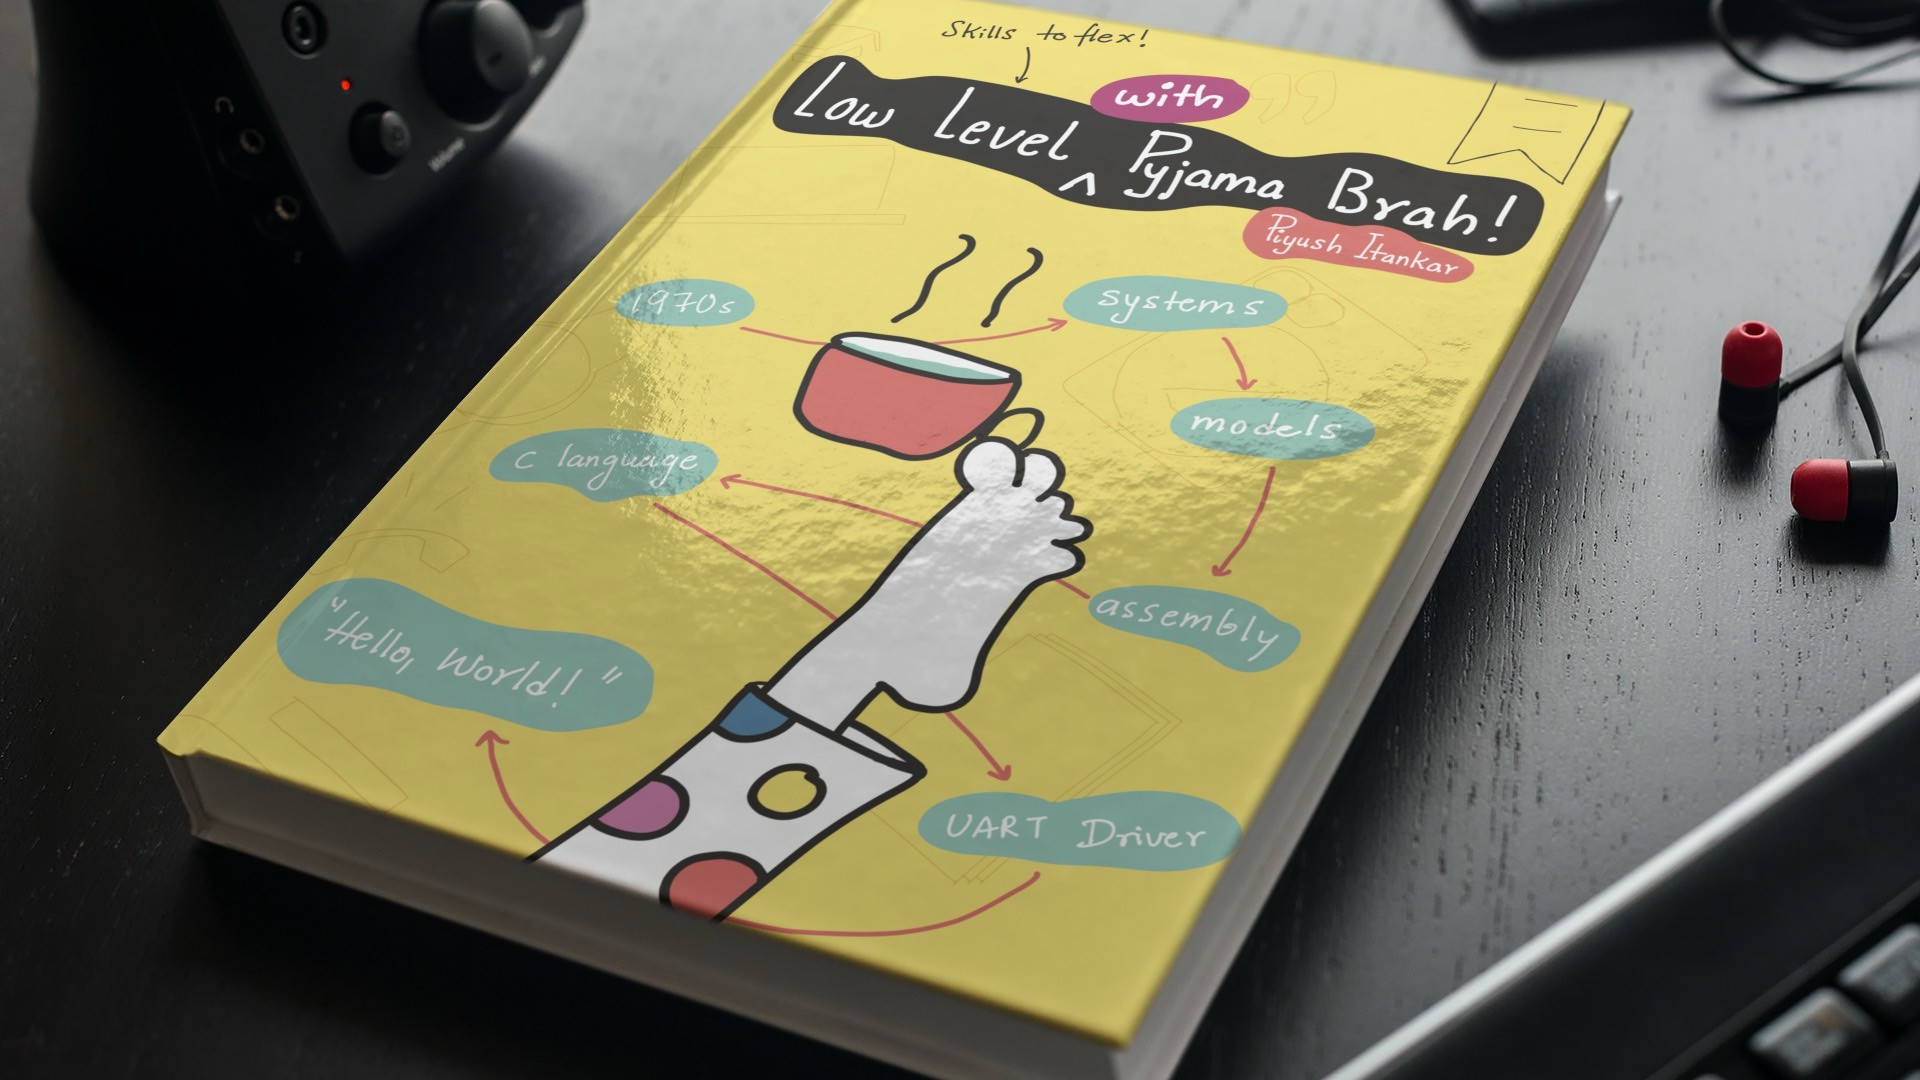 Skills to flex!
with
Low Level ^ Pyjama Brah!
Piyush Itankar
1970s
systems
models
C language
assembly
"Hello, World!"
UART Driver
Volume